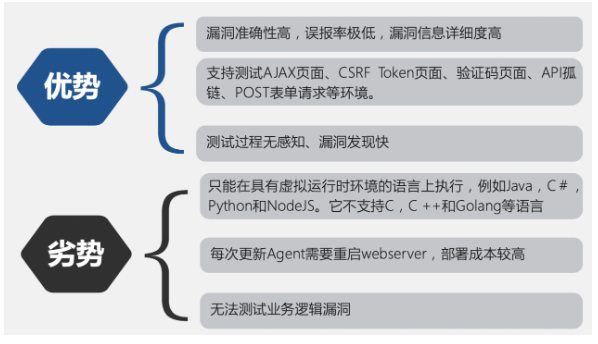 优势
漏洞准确性高，误报率极低，漏洞信息详细度高
支持测试AJAX页面、CSRF Token页面、验证码页面、API孤
链、POST表单请求等环境。
测试过程无感知、漏洞发现快
劣势
只能在具有虚拟运行时环境的语言上执行，例如Java，C#，
Python和NodeJS。它不支持C，C ++和Golang等语言
每次更新Agent需要重启webserver，部署成本较高
无法测试业务逻辑漏洞